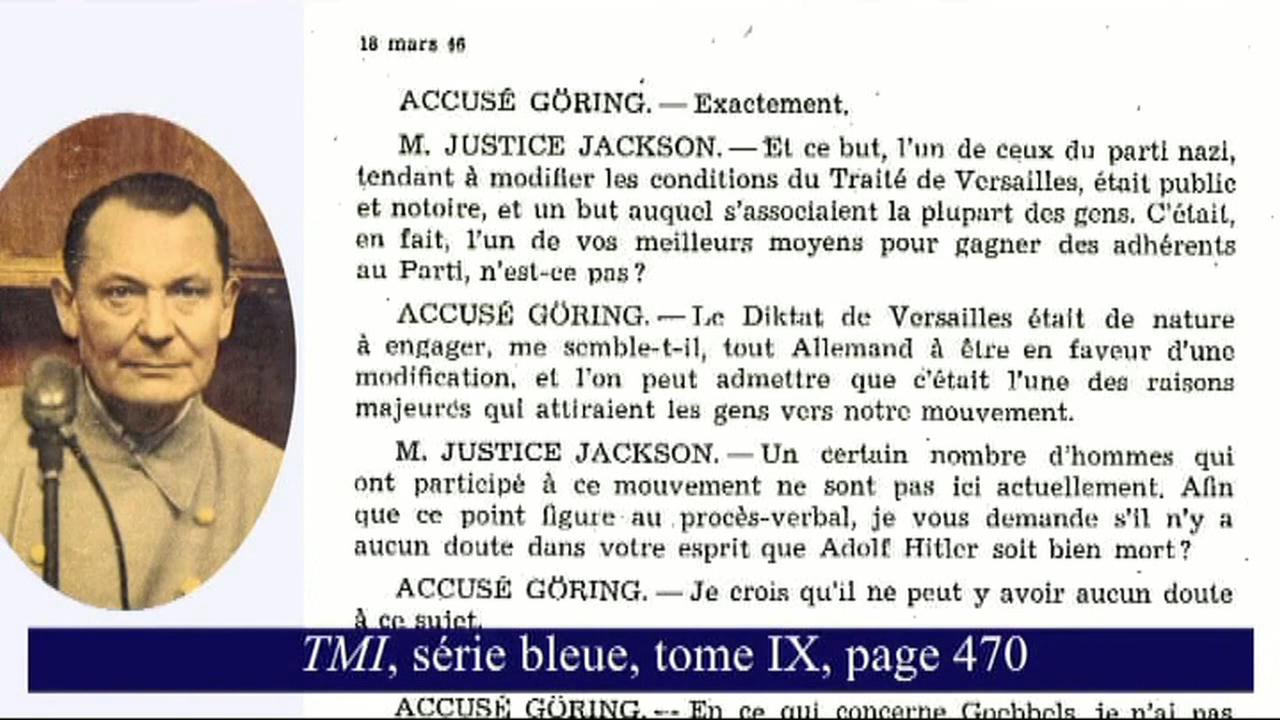 18 mars 46
ACCUSÉ GÖRING. — Exactement.
M. JUSTICE JACKSON. — Et ce but, l'un de ceux du parti nazi,
tendant à modifier les conditions du Traité de Versailles, était public
et notoire, et un but auquel s'associaient la plupart des gens. C'était,
en fait, l'un de vos meilleurs moyens pour gagner des adhérents
au Parti, n'est-ce pas?
ACCUSÉ GÖRING. — Le Diktat de Versailles était de nature
à engager, me semble-t-il, tout Allemand à être en faveur d'une
modification, et l'on peut admettre que c'était l'une des raisons
majeures qui attiraient les gens vers notre mouvement.
M. JUSTICE JACKSON. — Un certain nombre d'hommes qui
ont participé à ce mouvement ne sont pas ici actuellement. Afin
que ce point figure au procès-verbal, je vous demande s'il n'y a
aucun doute dans votre esprit que Adolf Hitler soit bien mort?
ACCUSÉ GÖRING. — Je crois qu'il ne peut y avoir aucun doute
à ce sujet.
TMI, série bleue, tome IX, page 470
ACCUSÉ GÖRING. — En ce qui concerne Goebbels, je n'ai pas